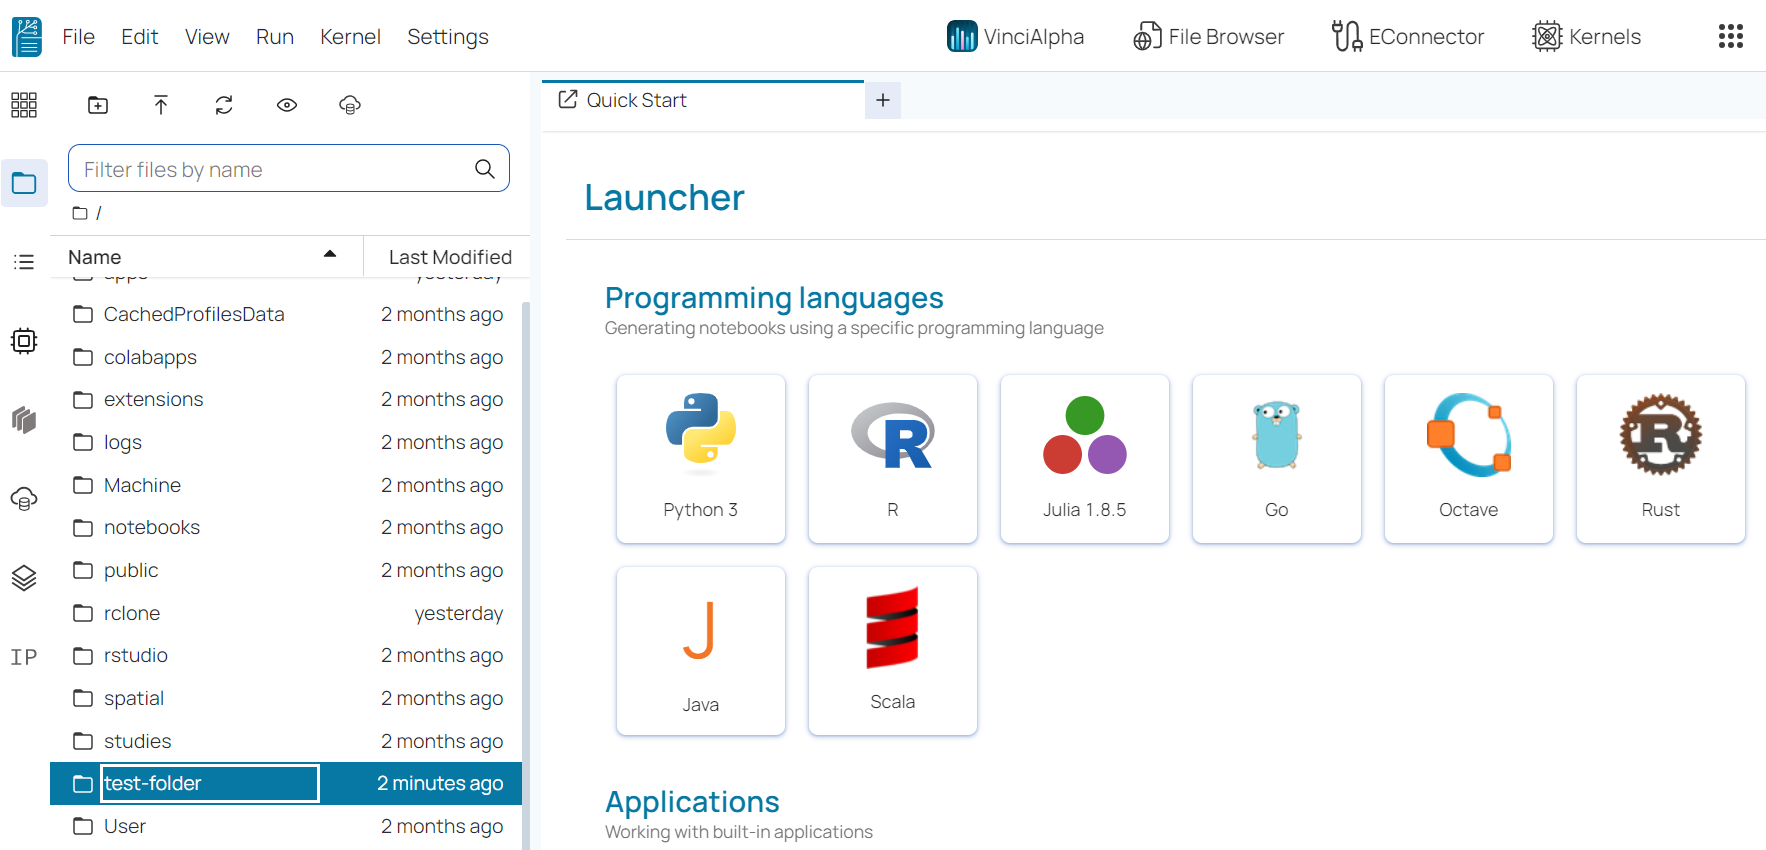 File Edit View Run Kernel Settings
VinciAlpha File Browser EConnector Kernels
Quick Start +
Filter files by name
/
Name Last Modified
apps yesterday
CachedProfilesData 2 months ago
colabapps 2 months ago
extensions 2 months ago
logs 2 months ago
Machine 2 months ago
notebooks 2 months ago
public 2 months ago
rclone yesterday
rstudio 2 months ago
spatial 2 months ago
studies 2 months ago
test-folder 2 minutes ago
User 2 months ago
IP
Launcher
Programming languages
Generating notebooks using a specific programming language
Python 3
R
R
Julia 1.8.5
Go
Octave
R
Rust
J
Java
Scala
Applications
Working with built-in applications